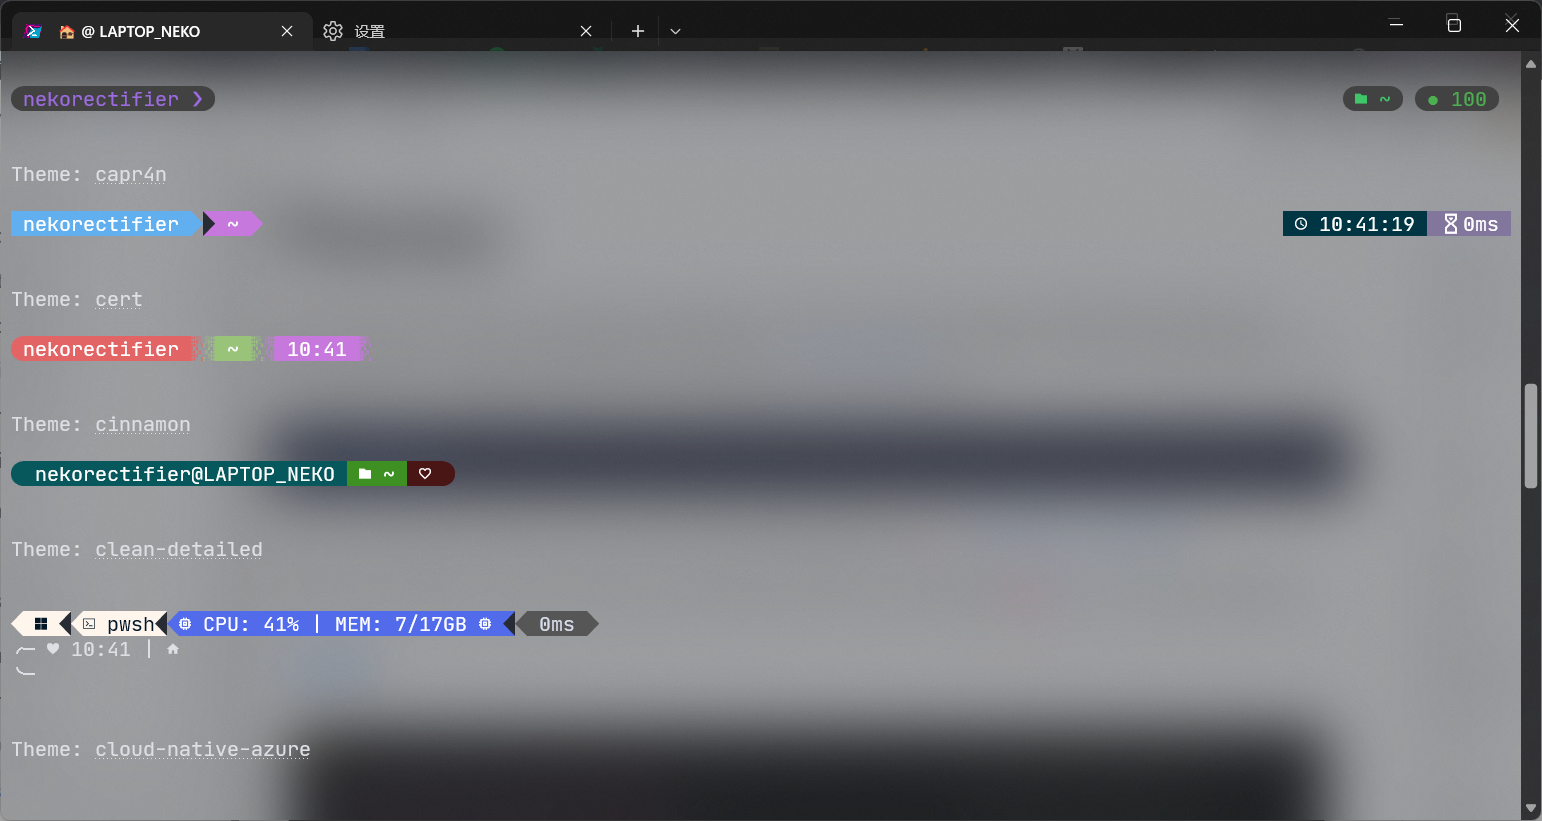 @ LAPTOP_NEKO 设置
nekorectifier ❯ ~ ● 100
Theme: capr4n
nekorectifier ~ 10:41:19 0ms
Theme: cert
nekorectifier ~ 10:41
Theme: cinnamon
nekorectifier@LAPTOP_NEKO ~ ♡
Theme: clean-detailed
pwsh CPU: 41% | MEM: 7/17GB 0ms
♥ 10:41 |
Theme: cloud-native-azure